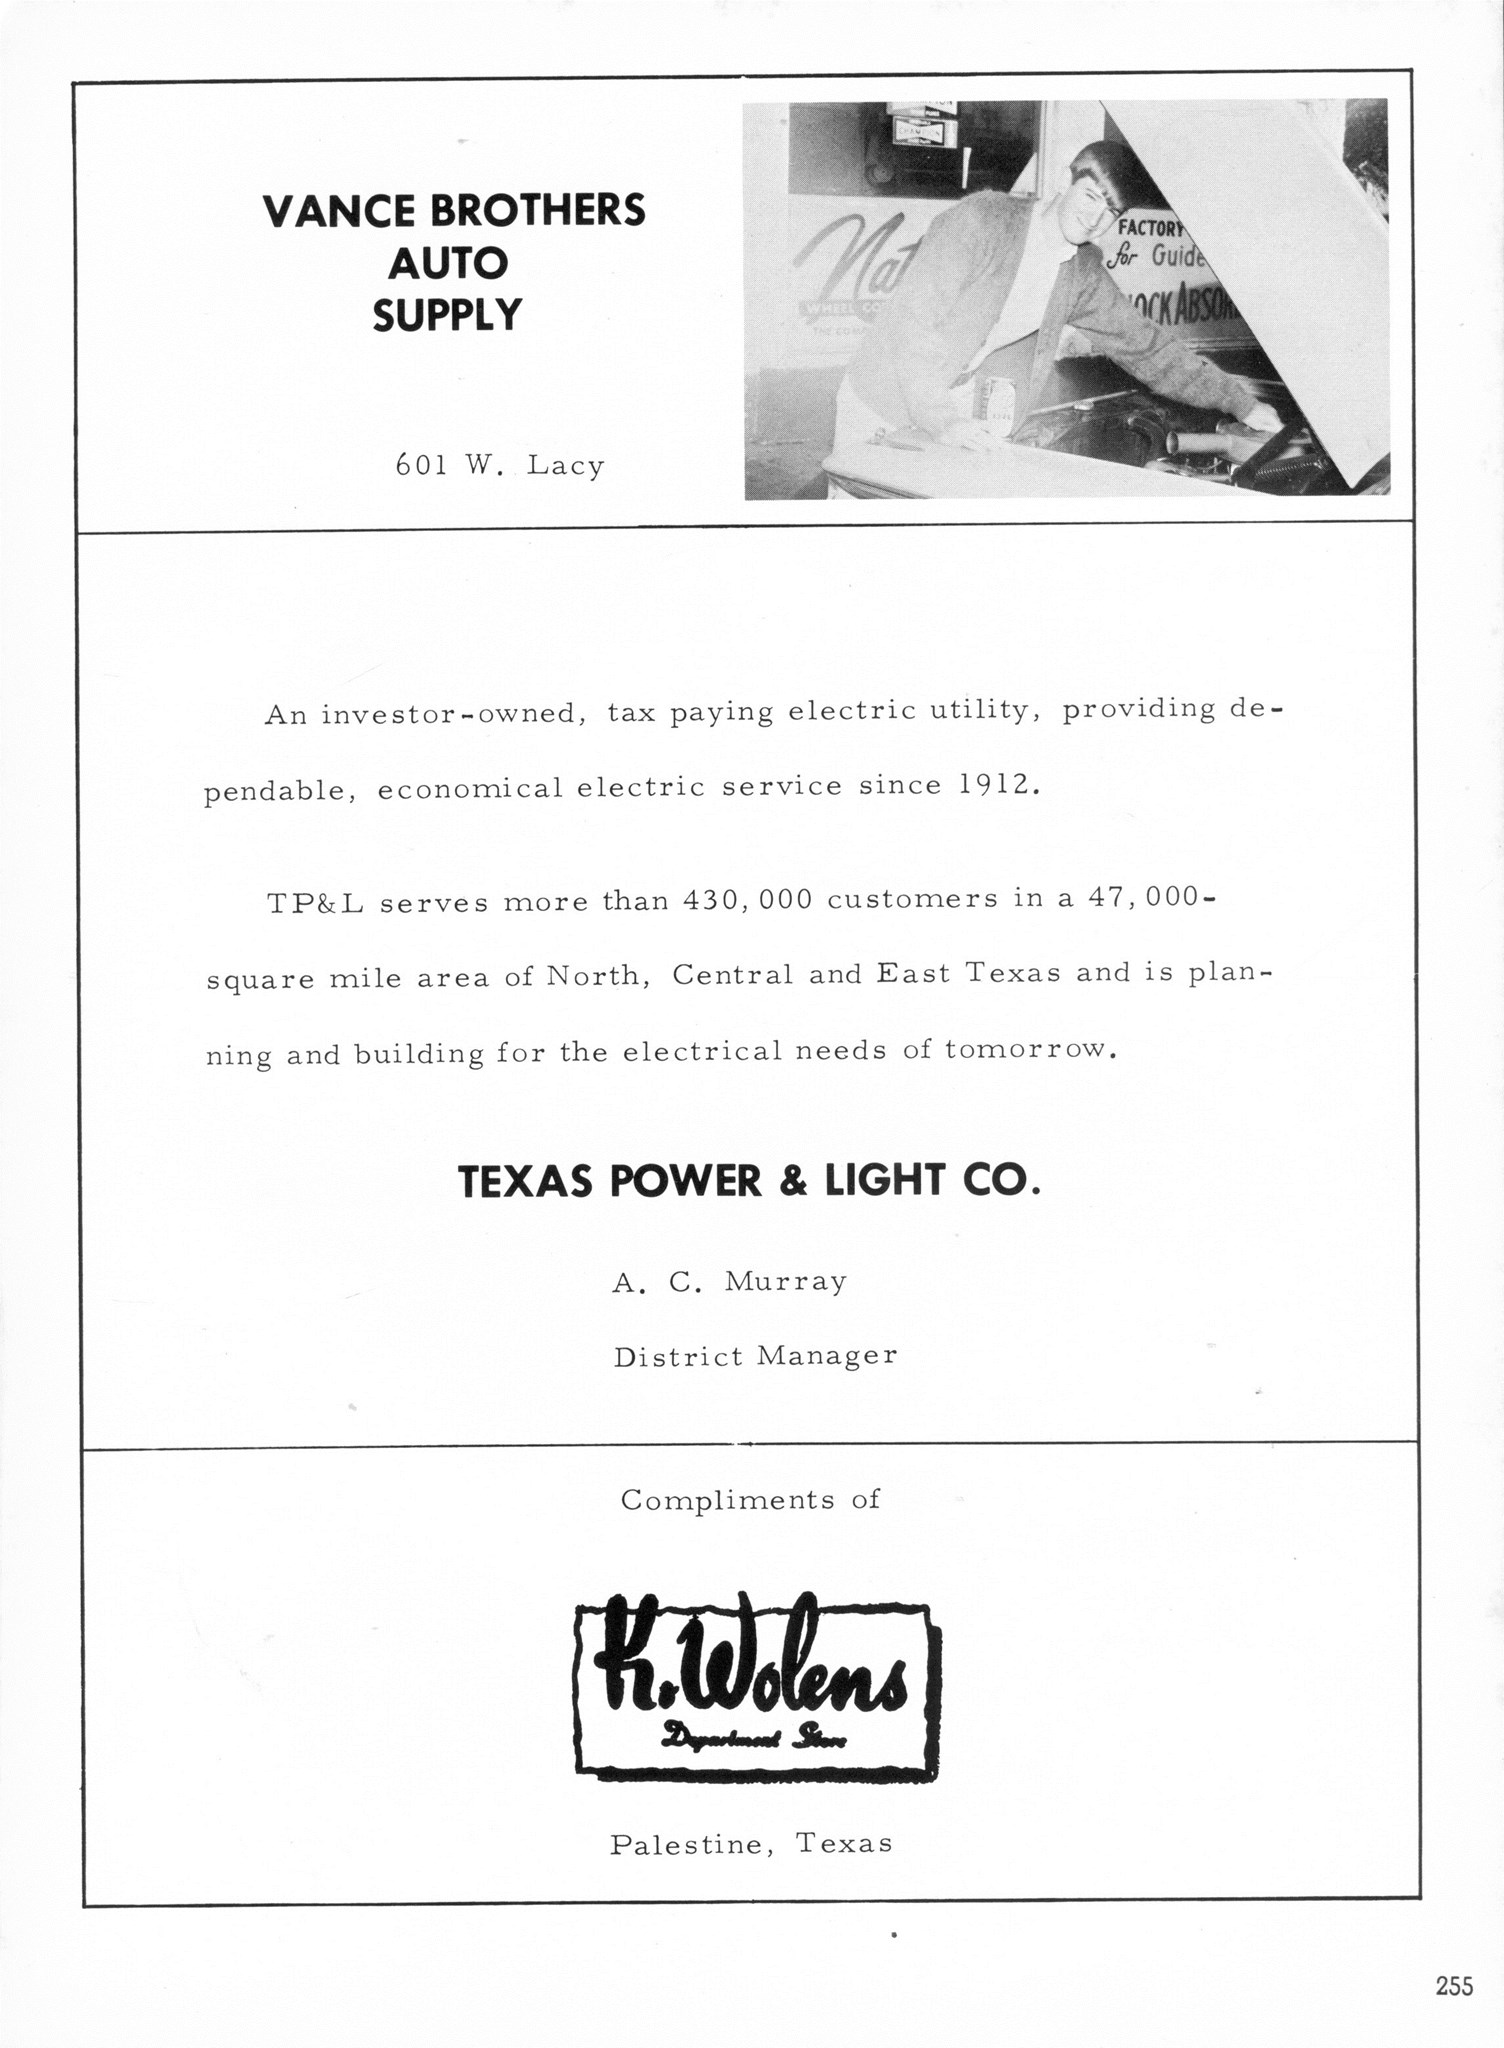 VANCE BROTHERS
AUTO
SUPPLY
601 W. Lacy
CHAMPION
FACTORY
for Guide
WHEEL
THE
An investor-owned, tax paying electric utility, providing de-
pendable, economical electric service since 1912.
TP&L serves more than 430,000 customers in a 47,000-
square mile area of North, Central and East Texas and is plan-
ning and building for the electrical needs of tomorrow.
TEXAS POWER & LIGHT CO.
A. C. Murray
District Manager
Compliments of
K. Wolens
Department Store
Palestine, Texas
255